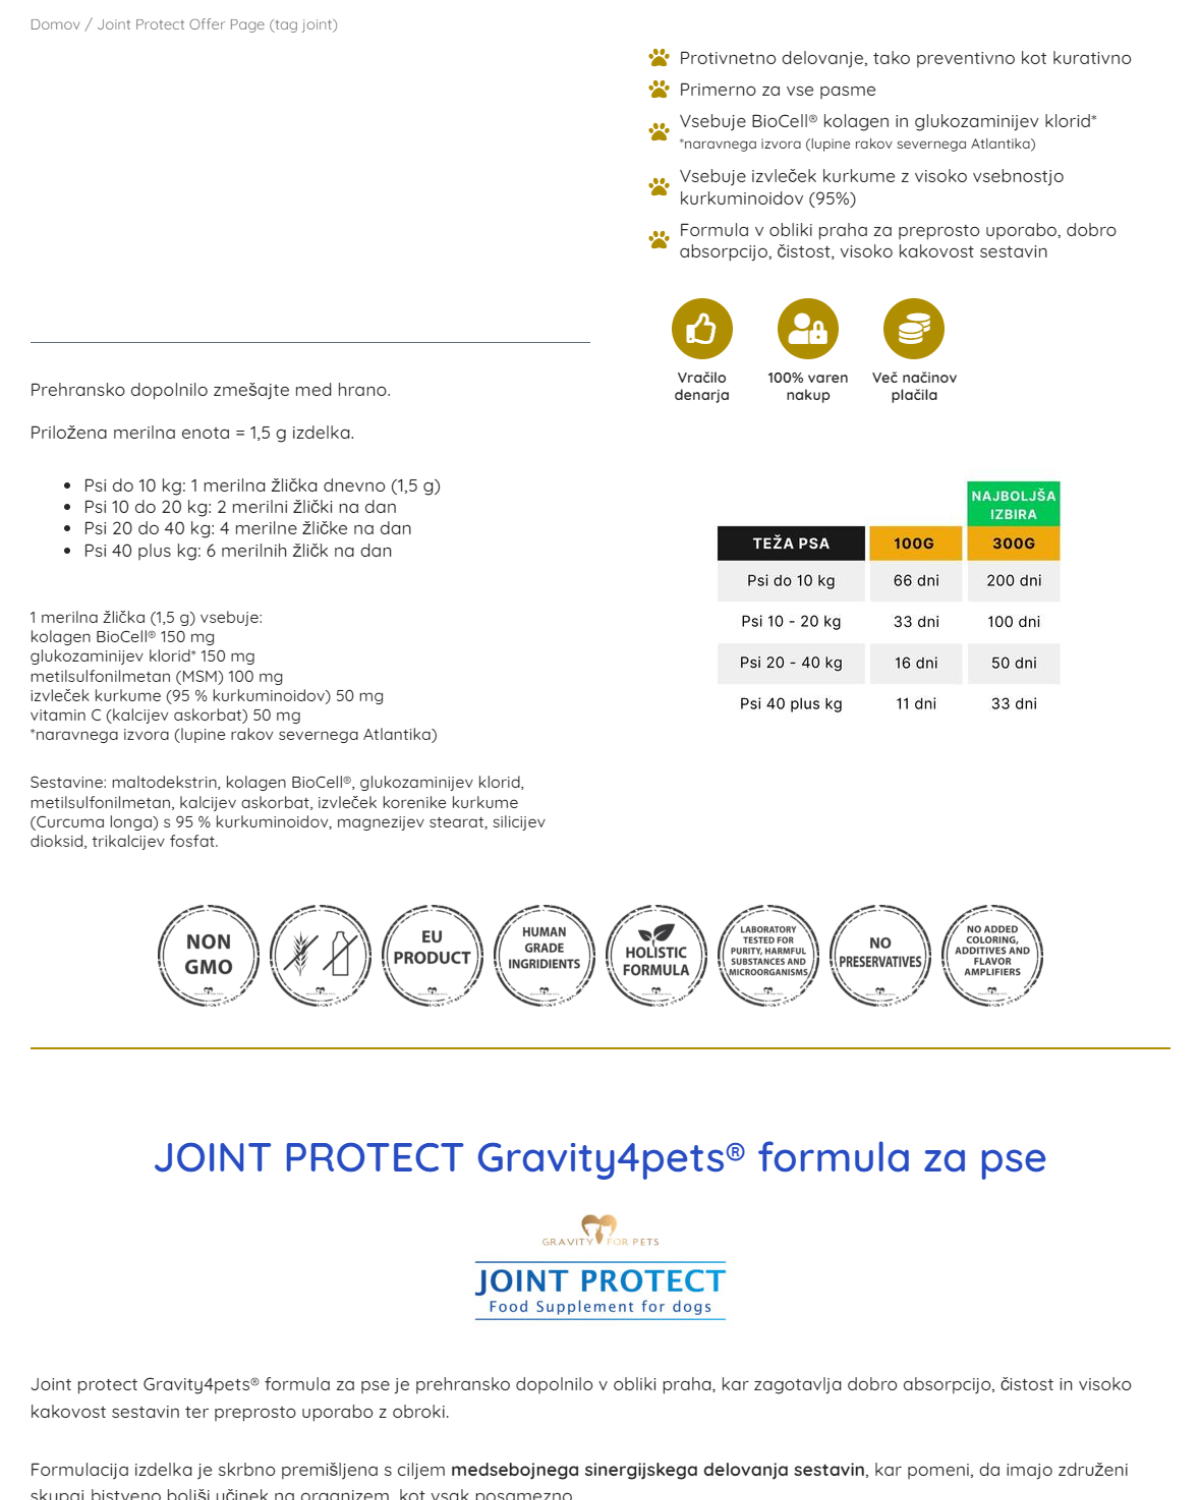 Domov / Joint Protect Offer Page (tag joint)
Protivnetno delovanje, tako preventivno kot kurativno
Primerno za vse pasme
Vsebuje BioCell® kolagen in glukozaminijev klorid*
*naravnega izvora (lupine rakov severnega Atlantika)
Vsebuje izvleček kurkume z visoko vsebnostjo
kurkuminoidov (95%)
Formula v obliki praha za preprosto uporabo, dobro
absorpcijo, čistost, visoko kakovost sestavin
Vračilo
denarja
100% varen
nakup
Več načinov
plačila
Prehransko dopolnilo zmešajte med hrano.
Priložena merilna enota = 1,5 g izdelka.
Psi do 10 kg: 1 merilna žlička dnevno (1,5 g)
Psi 10 do 20 kg: 2 merilni žlički na dan
Psi 20 do 40 kg: 4 merilne žličke na dan
Psi 40 plus kg: 6 merilnih žličk na dan
1 merilna žlička (1,5 g) vsebuje:
kolagen BioCell® 150 mg
glukozaminijev klorid* 150 mg
metilsulfonilmetan (MSM) 100 mg
izvleček kurkume (95 % kurkuminoidov) 50 mg
vitamin C (kalcijev askorbat) 50 mg
*naravnega izvora (lupine rakov severnega Atlantika)
Sestavine: maltodekstrin, kolagen BioCell®, glukozaminijev klorid,
metilsulfonilmetan, kalcijev askorbat, izvleček korenike kurkume
(Curcuma longa) s 95 % kurkuminoidov, magnezijev stearat, silicijev
dioksid, trikalcijev fosfat.
NAJBOLJŠA
IZBIRA
TEŽA PSA 100G 300G
Psi do 10 kg 66 dni 200 dni
Psi 10 - 20 kg 33 dni 100 dni
Psi 20 - 40 kg 16 dni 50 dni
Psi 40 plus kg 11 dni 33 dni
NON
GMO
EU
PRODUCT
HUMAN
GRADE
INGRIDIENTS
HOLISTIC
FORMULA
LABORATORY
TESTED FOR
PURITY, HARMFUL
SUBSTANCES AND
MICROORGANISMS
NO
PRESERVATIVES
NO ADDED
COLORING,
ADDITIVES AND
FLAVOR
AMPLIFIERS
JOINT PROTECT Gravity4pets® formula za pse
GRAVITY FOR PETS
JOINT PROTECT
Food Supplement for dogs
Joint protect Gravity4pets® formula za pse je prehransko dopolnilo v obliki praha, kar zagotavlja dobro absorpcijo, čistost in visoko
kakovost sestavin ter preprosto uporabo z obroki.
Formulacija izdelka je skrbno premišljena s ciljem medsebojnega sinergijskega delovanja sestavin, kar pomeni, da imajo združeni
skupaj bistveno boljši učinek na organizem, kot vsak posamezno.